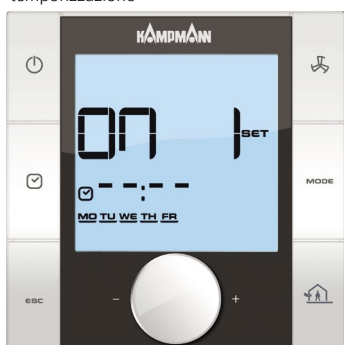 temporizzazione
KAMPMANN
ON 1 SET
--:--
MO TU WE TH FR
MODE
ESC
- +